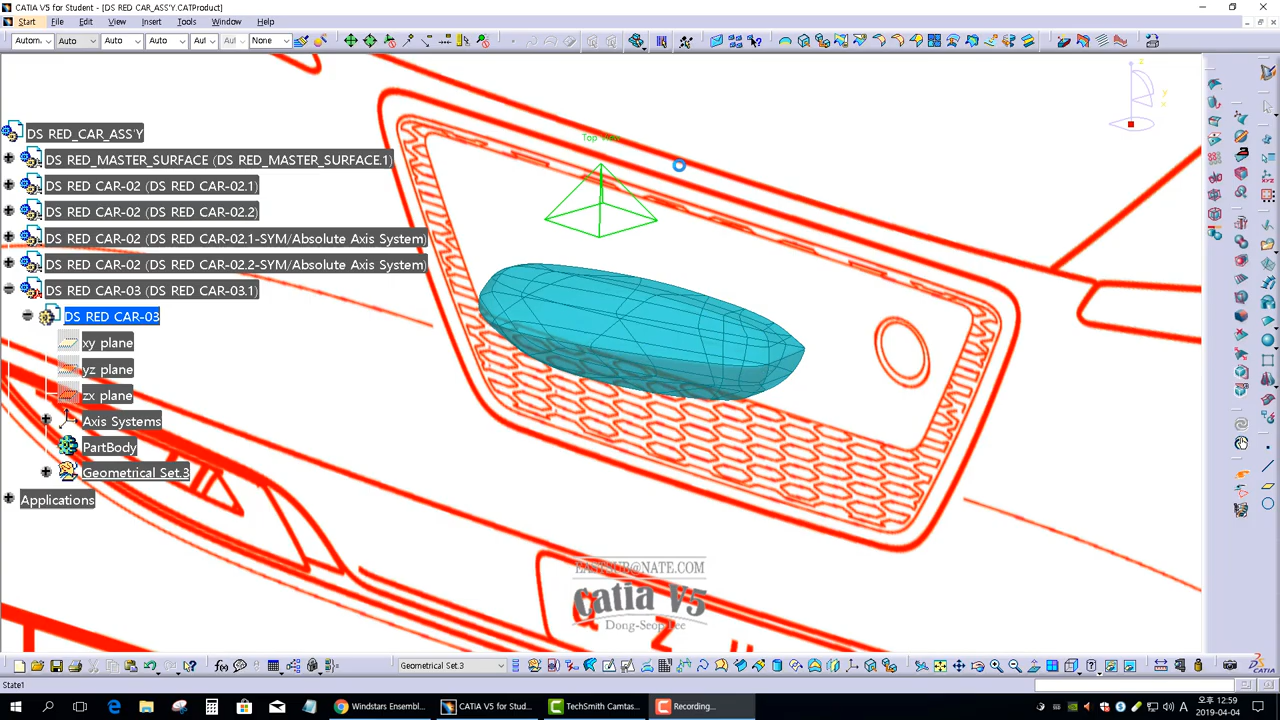 CATIA V5 for Student - [DS RED CAR_ASS'Y.CATProduct]
Start File Edit View Insert Tools Window Help
Autom. Auto Auto Auto Aut Aut None
z
y
x
Top View
DS RED_CAR_ASS'Y
DS RED_MASTER_SURFACE (DS RED_MASTER_SURFACE.1)
DS RED CAR-02 (DS RED CAR-02.1)
DS RED CAR-02 (DS RED CAR-02.2)
DS RED CAR-02 (DS RED CAR-02.1-SYM/Absolute Axis System)
DS RED CAR-02 (DS RED CAR-02.2-SYM/Absolute Axis System)
DS RED CAR-03 (DS RED CAR-03.1)
DS RED CAR-03
xy plane
yz plane
zx plane
Axis Systems
PartBody
Geometrical Set.3
Applications
EASTSUB@NATE.COM
Catia V5
Dong-Seop Lee
Geometrical Set.3
State1
Windstars Ensembl...
CATIA V5 for Stud...
TechSmith Camtas...
Recording...
A
오후 12:59
2019-04-04